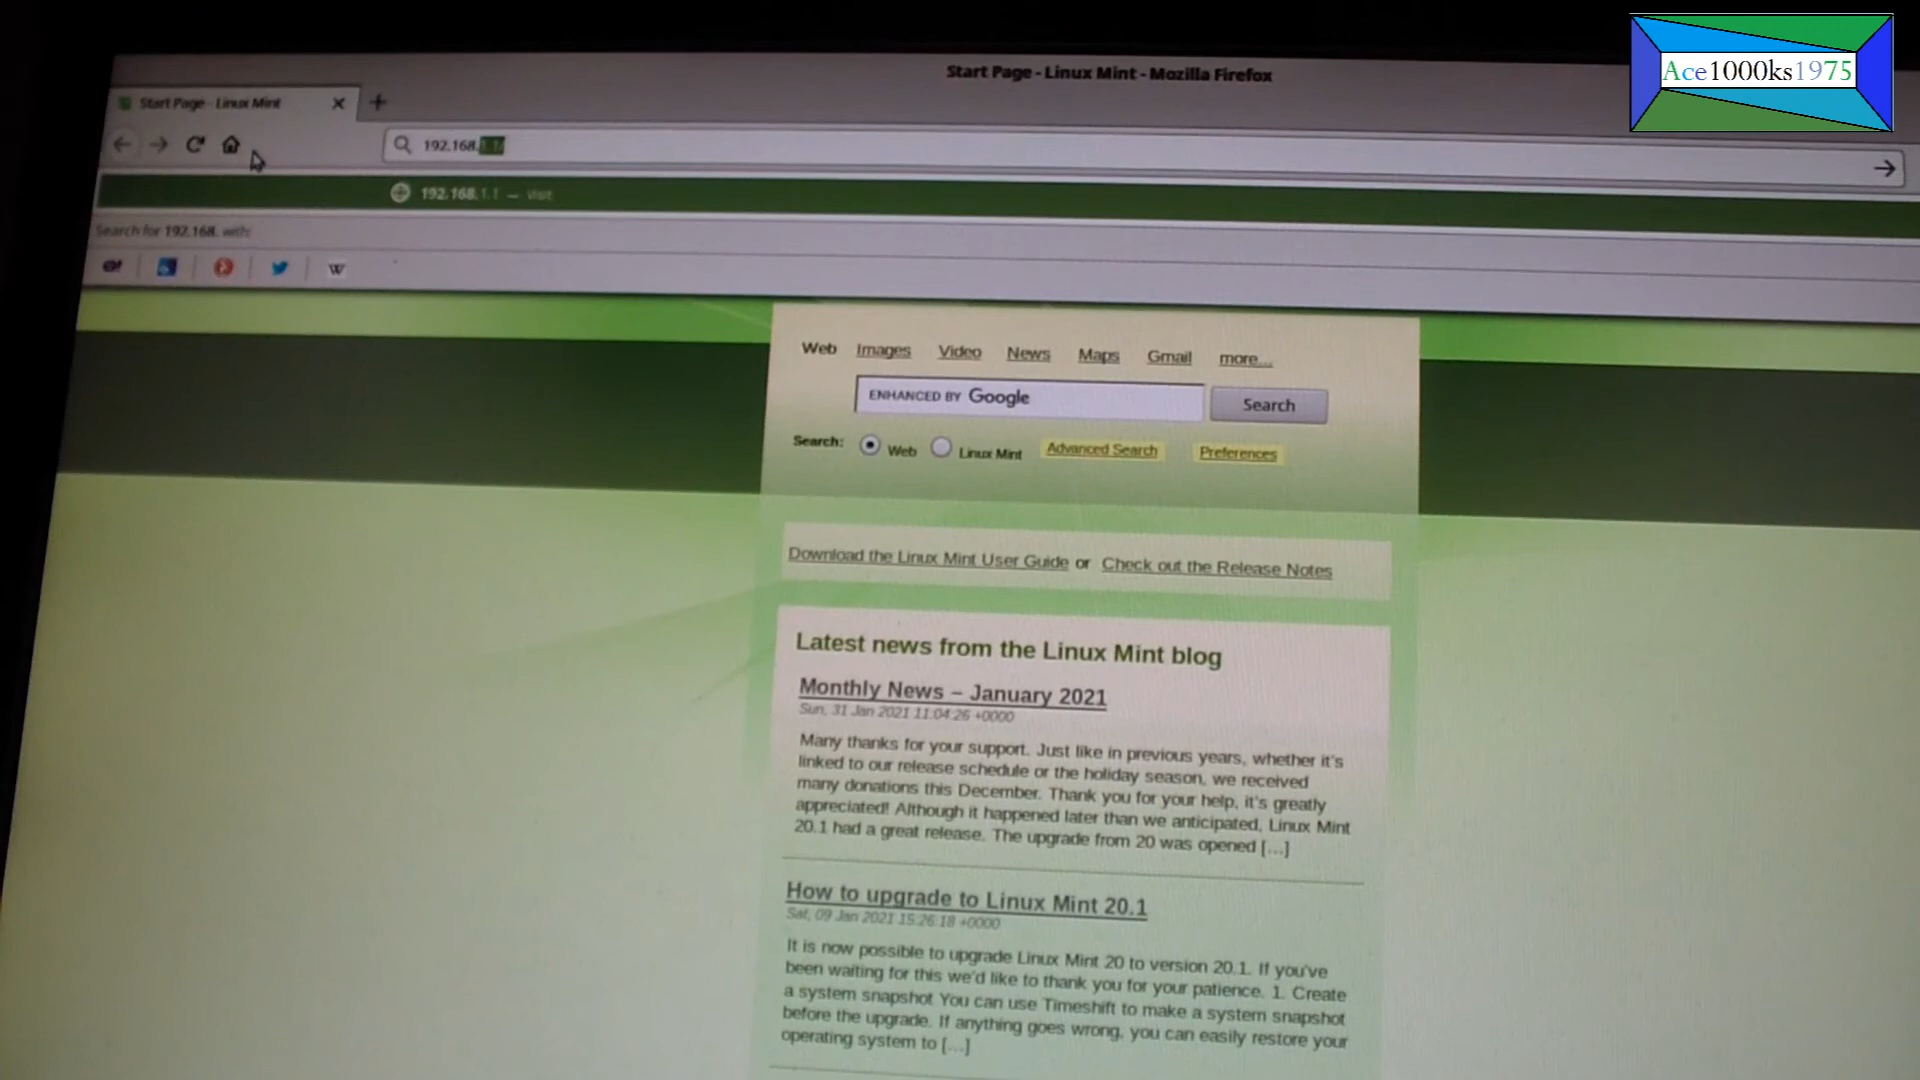 Ace1000ks1975
Start Page - Linux Mint - Mozilla Firefox
Start Page - Linux Mint
192.168.1.1/
192.168.1.1 — Visit
Search for 192.168. with:
W
Web Images Video News Maps Gmail more...
ENHANCED BY Google Search
Search: Web Linux Mint Advanced Search Preferences
Download the Linux Mint User Guide or Check out the Release Notes
Latest news from the Linux Mint blog
Monthly News – January 2021
Sun, 31 Jan 2021 11:04:26 +0000
Many thanks for your support. Just like in previous years, whether it's
linked to our release schedule or the holiday season, we received
many donations this December. Thank you for your help, it's greatly
appreciated! Although it happened later than we anticipated, Linux Mint
20.1 had a great release. The upgrade from 20 was opened [...]
How to upgrade to Linux Mint 20.1
Sat, 09 Jan 2021 15:26:18 +0000
It is now possible to upgrade Linux Mint 20 to version 20.1. If you've
been waiting for this we'd like to thank you for your patience. 1. Create
a system snapshot You can use Timeshift to make a system snapshot
before the upgrade. If anything goes wrong, you can easily restore your
operating system to [...]